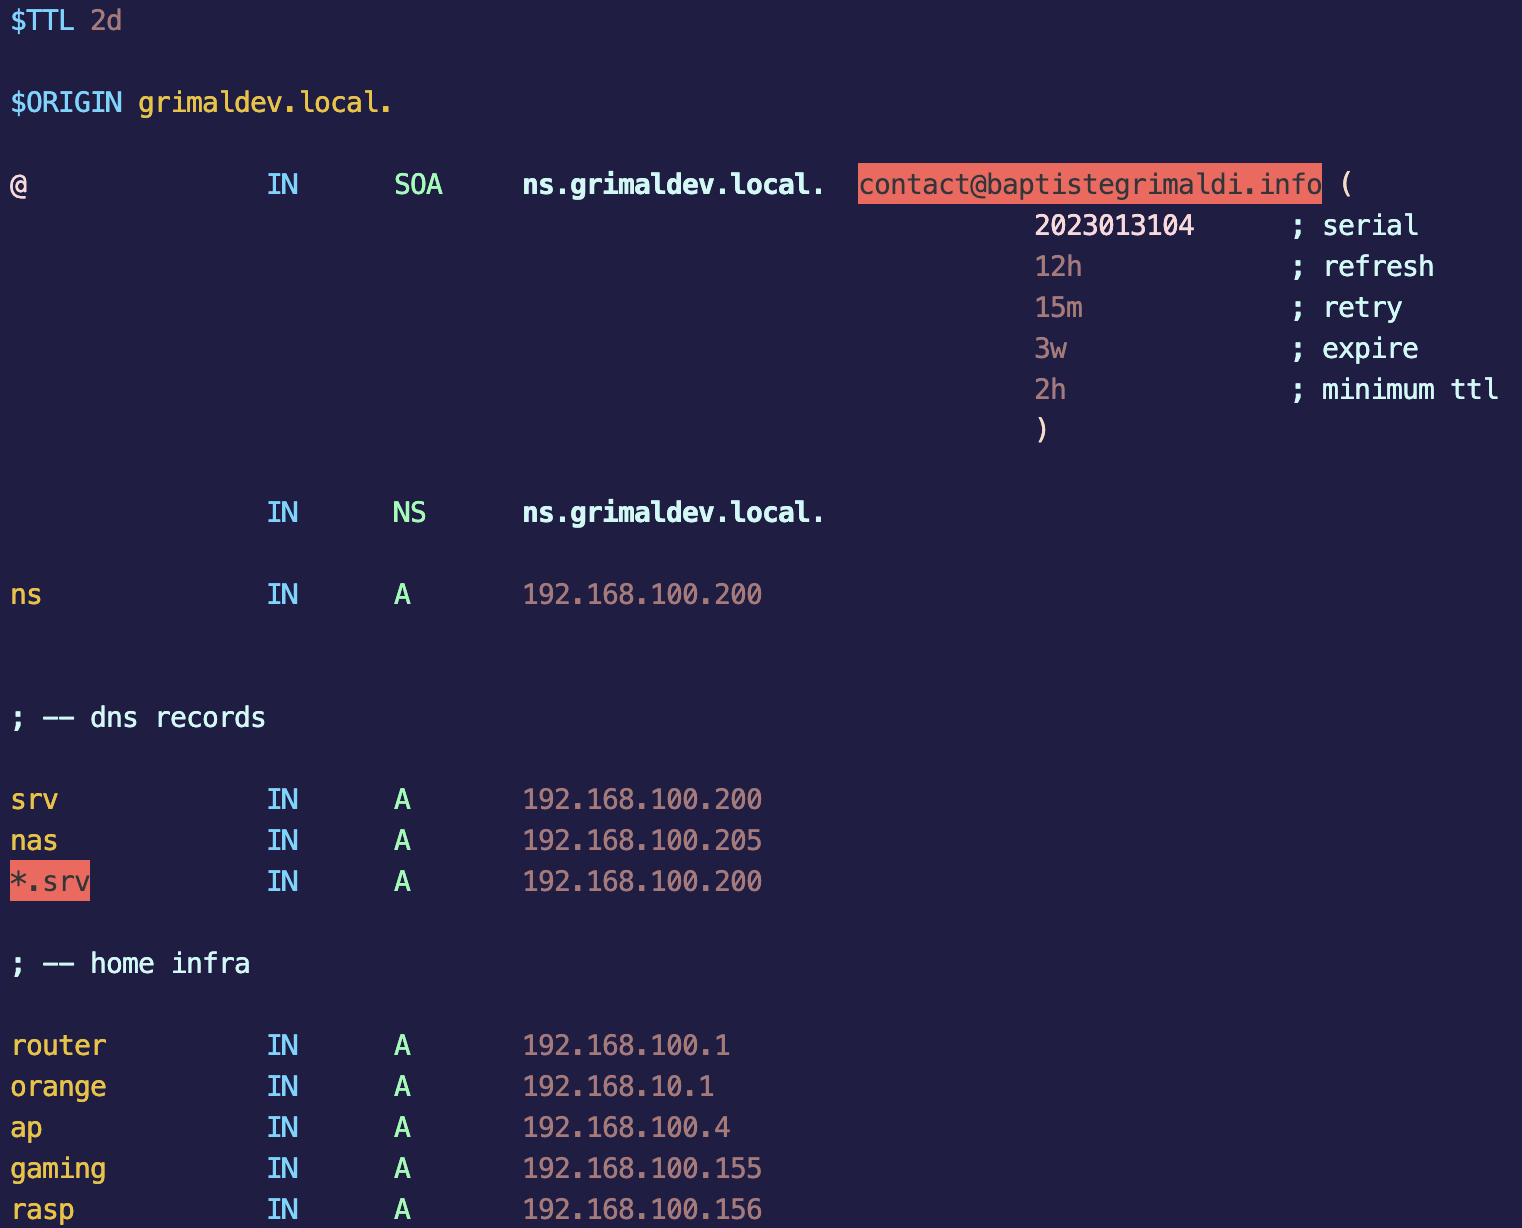 $TTL 2d
$ORIGIN grimaldev.local.
@ IN SOA ns.grimaldev.local. contact@baptistegrimaldi.info (
2023013104 ; serial
12h ; refresh
15m ; retry
3w ; expire
2h ; minimum ttl
)
IN NS ns.grimaldev.local.
ns IN A 192.168.100.200
; -- dns records
srv IN A 192.168.100.200
nas IN A 192.168.100.205
*.srv IN A 192.168.100.200
; -- home infra
router IN A 192.168.100.1
orange IN A 192.168.10.1
ap IN A 192.168.100.4
gaming IN A 192.168.100.155
rasp IN A 192.168.100.156